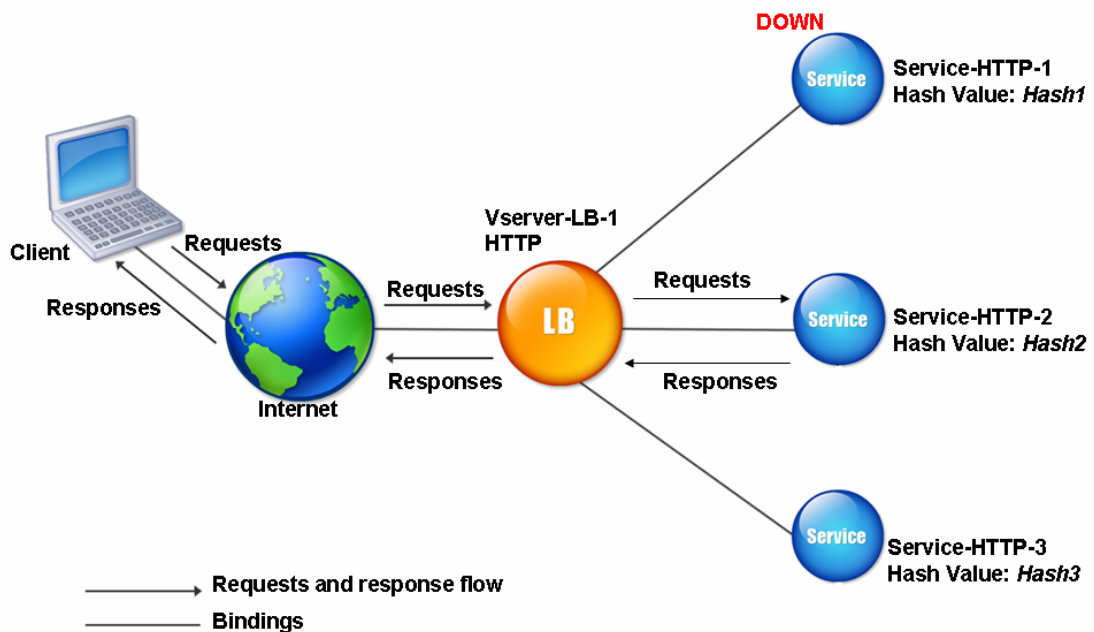 DOWN
Service
Service-HTTP-1
Hash Value: Hash1
Client
Requests
Responses
Internet
Requests
Responses
Vserver-LB-1
HTTP
LB
Requests
Responses
Service
Service-HTTP-2
Hash Value: Hash2
Service
Service-HTTP-3
Hash Value: Hash3
Requests and response flow
Bindings